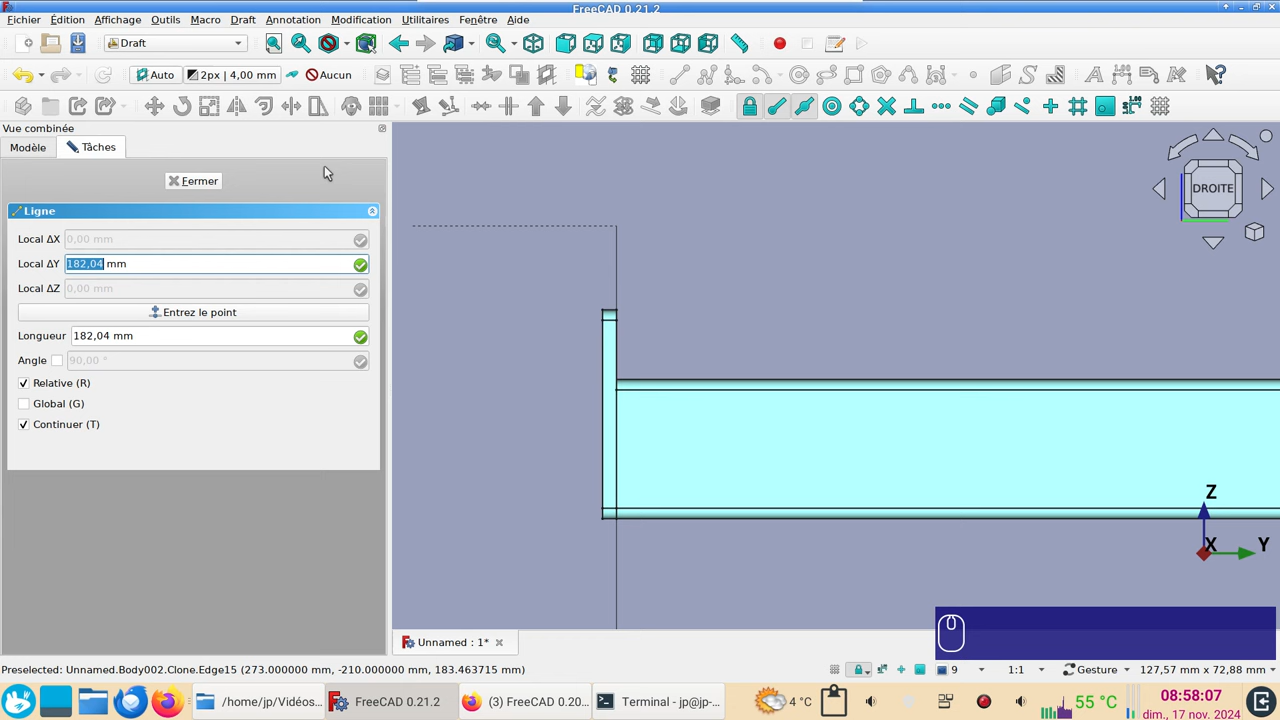 FreeCAD 0.21.2
Fichier Édition Affichage Outils Macro Draft Annotation Modification Utilitaires Fenêtre Aide
Draft
Auto 2px | 4,00 mm Aucun
Vue combinée
Modèle Tâches
Fermer
Ligne
Local ΔX 0,00 mm
Local ΔY 182,04 mm
Local ΔZ 0,00 mm
Entrez le point
Longueur 182,04 mm
Angle 90,00 °
Relative (R)
Global (G)
Continuer (T)
DROITE
Z
X Y
Unnamed : 1*
Preselected: Unnamed.Body002.Clone.Edge15 (273.000000 mm, -210.000000 mm, 183.463715 mm)
9 1:1 Gesture 127,57 mm x 72,88 mm
/home/jp/Vidéos... FreeCAD 0.21.2 (3) FreeCAD 0.20... Terminal - jp@jp-... 4 °C 55 °C 08:58:07
dim., 17 nov. 2024